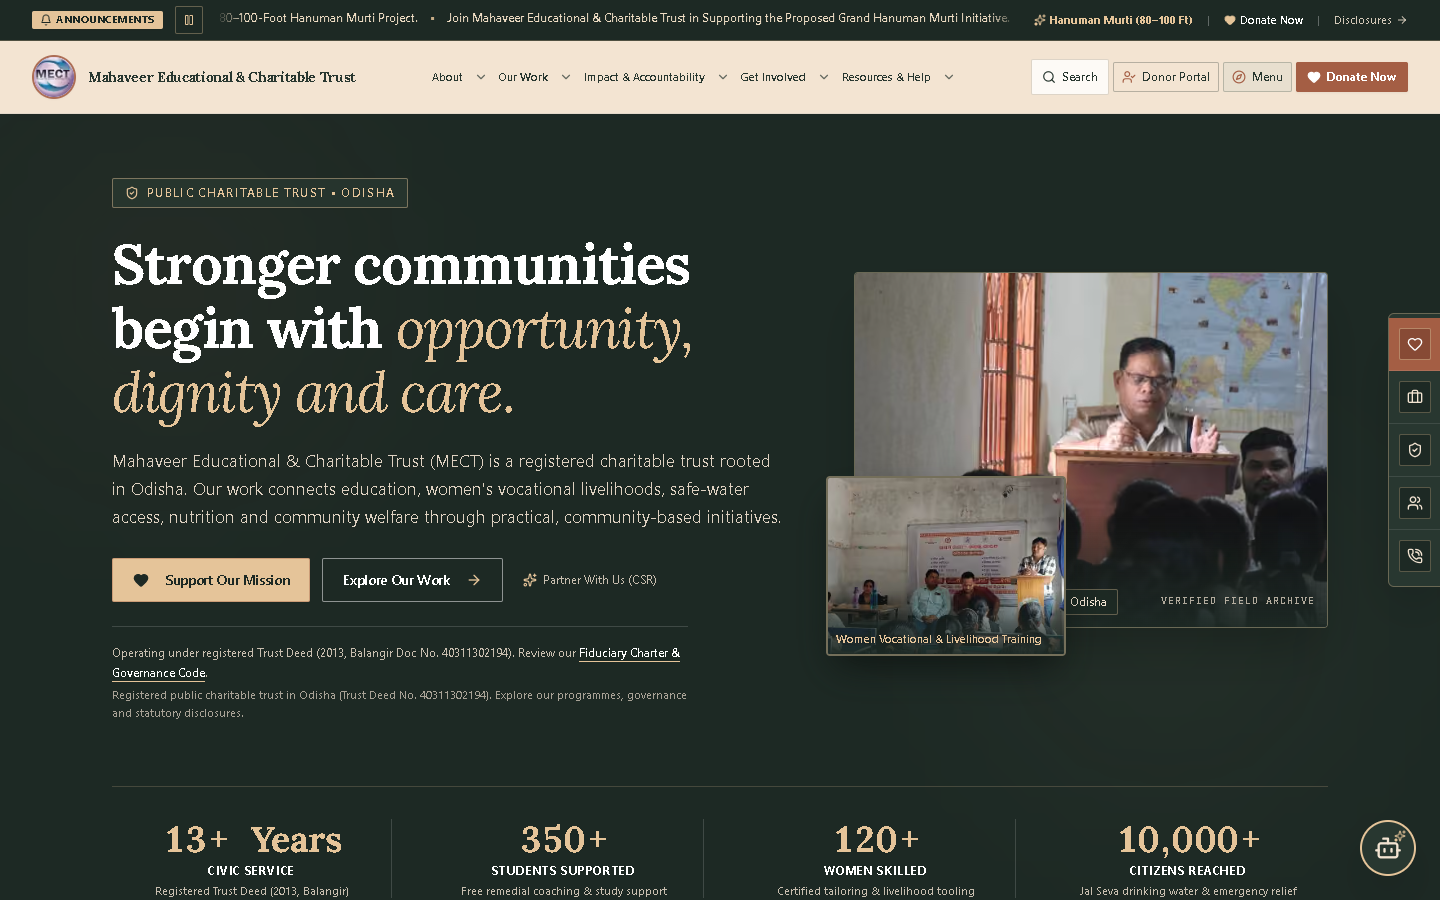 ANNOUNCEMENTS
80–100-Foot Hanuman Murti Project. • Join Mahaveer Educational & Charitable Trust in Supporting the Proposed Grand Hanuman Murti Initiative.
Hanuman Murti (80–100 Ft) | Donate Now | Disclosures →
MECT
Mahaveer Educational & Charitable Trust
About
Our Work
Impact & Accountability
Get Involved
Resources & Help
Search
Donor Portal
Menu
Donate Now
PUBLIC CHARITABLE TRUST • ODISHA
Stronger communities
begin with opportunity,
dignity and care.
Mahaveer Educational & Charitable Trust (MECT) is a registered charitable trust rooted
in Odisha. Our work connects education, women's vocational livelihoods, safe-water
access, nutrition and community welfare through practical, community-based initiatives.
Support Our Mission
Explore Our Work →
Partner With Us (CSR)
Operating under registered Trust Deed (2013, Balangir Doc No. 40311302194). Review our Fiduciary Charter &
Governance Code.
Registered public charitable trust in Odisha (Trust Deed No. 40311302194). Explore our programmes, governance
and statutory disclosures.
Odisha
VERIFIED FIELD ARCHIVE
Women Vocational & Livelihood Training
13+ Years
CIVIC SERVICE
Registered Trust Deed (2013, Balangir)
350+
STUDENTS SUPPORTED
Free remedial coaching & study support
120+
WOMEN SKILLED
Certified tailoring & livelihood tooling
10,000+
CITIZENS REACHED
Jal Seva drinking water & emergency relief